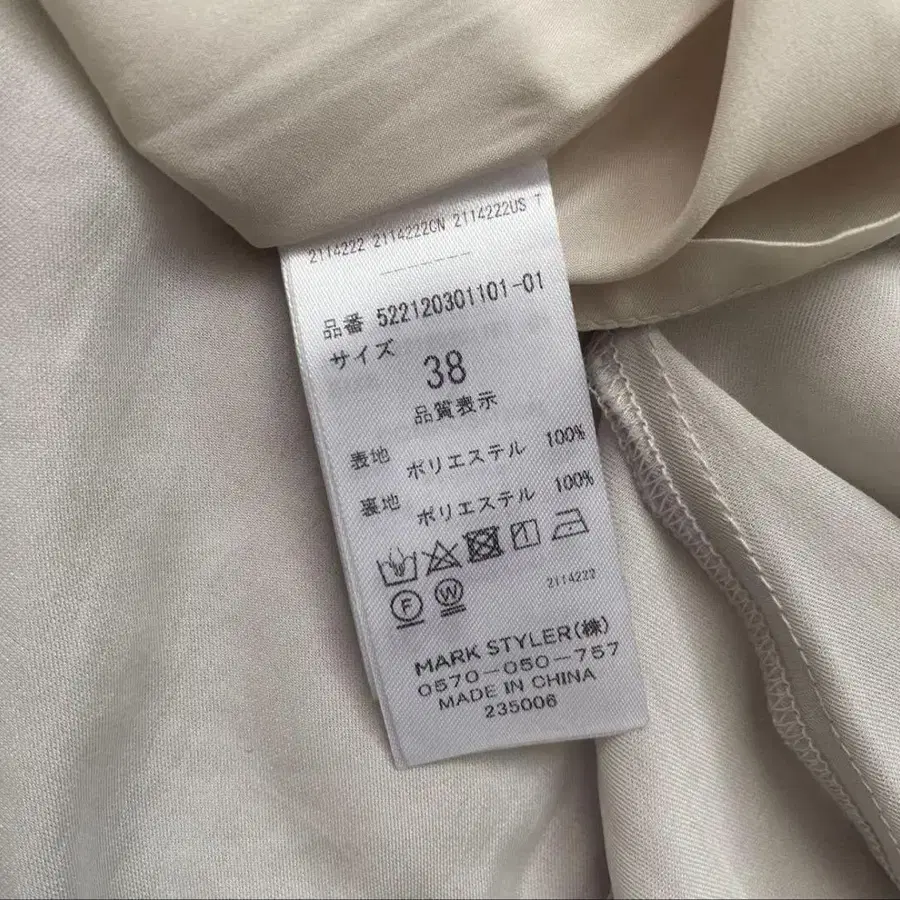 2114222 2114222CN 2114222US T
-------
品番 522120301101-01
サイズ
38
品質表示
表地 ポリエステル 100%
裏地 ポリエステル 100%
F W
2114222
MARK STYLER(株)
0570-050-757
MADE IN CHINA
235006